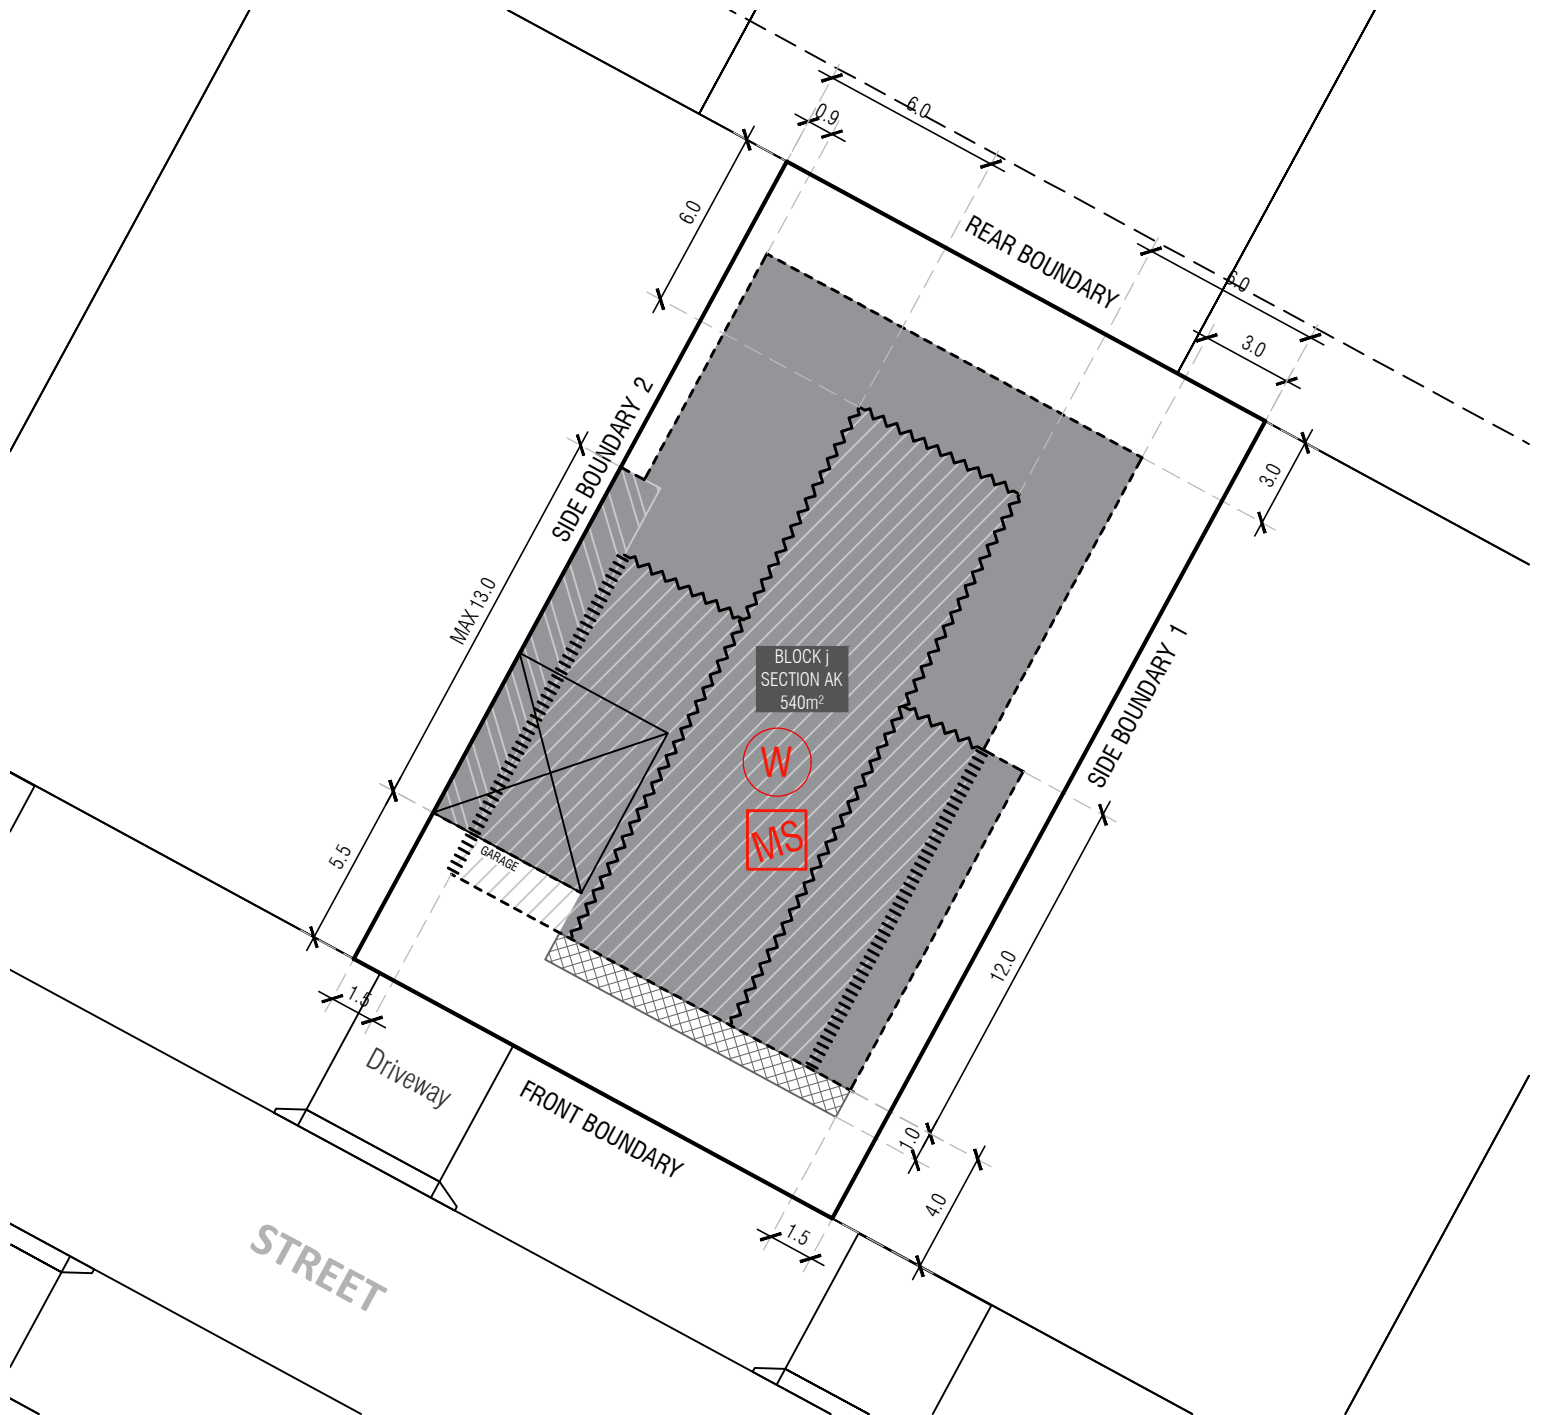 6.0
0.9
6.0
REAR BOUNDARY
6.0
3.0
SIDE BOUNDARY 2
3.0
MAX 13.0
BLOCK j
SECTION AK
540m²
SIDE BOUNDARY 1
W
MS
GARAGE
5.5
12.0
1.5
Driveway
FRONT BOUNDARY
1.0
4.0
1.5
STREET